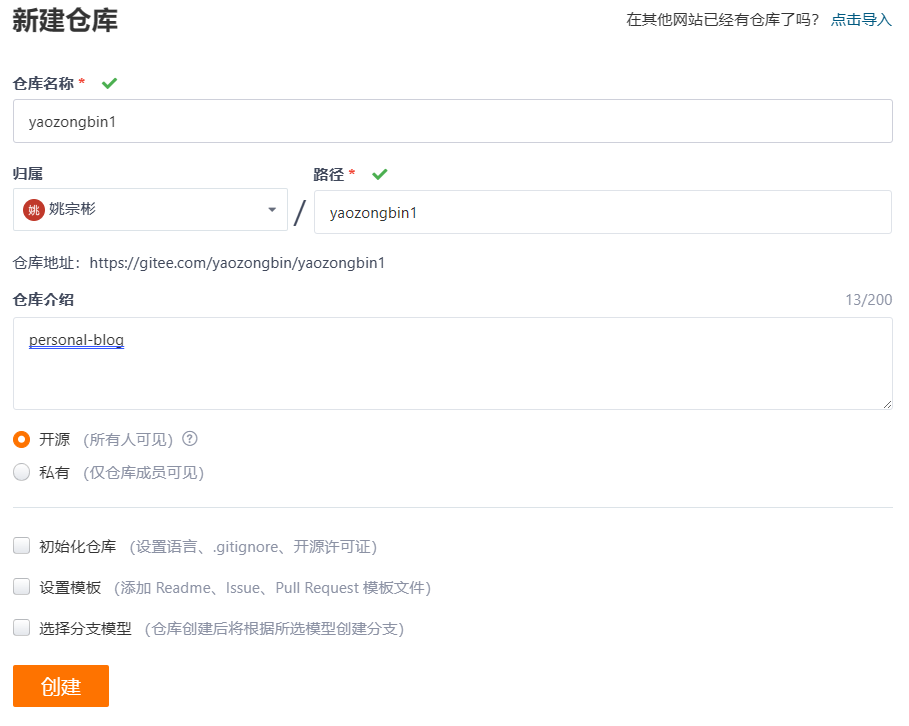 新建仓库
在其他网站已经有仓库了吗? 点击导入
仓库名称 *
yaozongbin1
归属
路径 *
姚 姚宗彬
/
yaozongbin1
仓库地址：https://gitee.com/yaozongbin/yaozongbin1
仓库介绍
13/200
personal-blog
开源 (所有人可见) ?
私有 (仅仓库成员可见)
初始化仓库 (设置语言、.gitignore、开源许可证)
设置模板 (添加 Readme、Issue、Pull Request 模板文件)
选择分支模型 (仓库创建后将根据所选模型创建分支)
创建